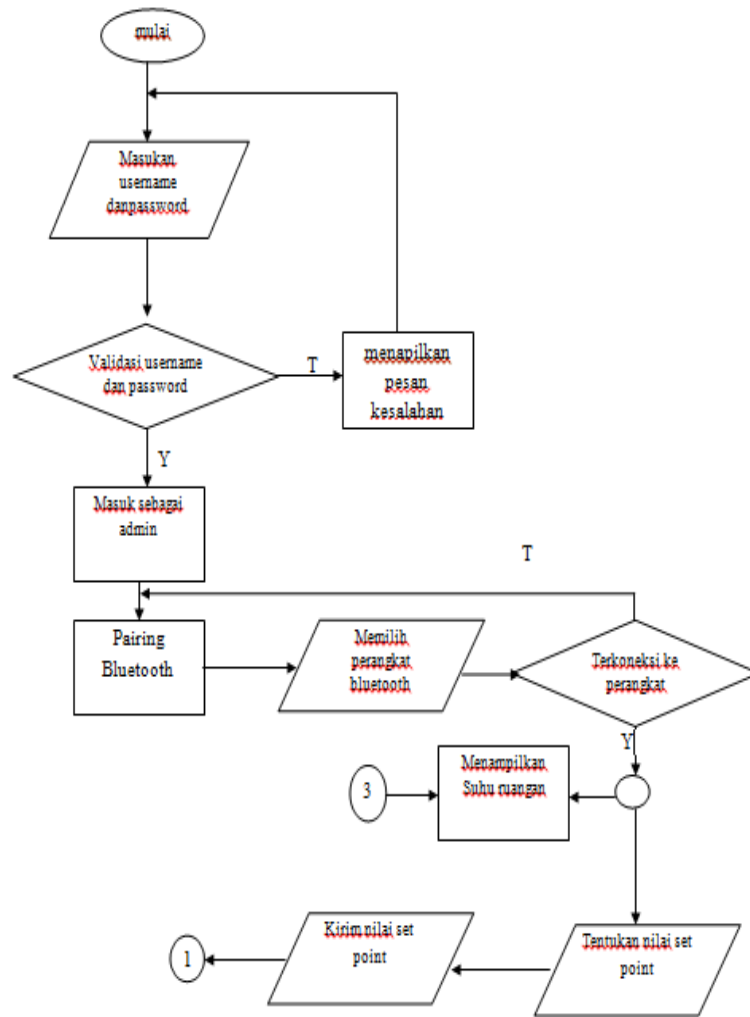 mulai
Masukan
username
danpassword
Validasi username
dan password
T
menapilkan
pesan
kesalahan
Y
Masuk sebagai
admin
T
Pairing
Bluetooth
Memilih
perangkat
bluetooth
Terkoneksi ke
perangkat
Y
3
Menampilkan
Suhu ruangan
1
Kirim nilai set
point
Tentukan nilai set
point